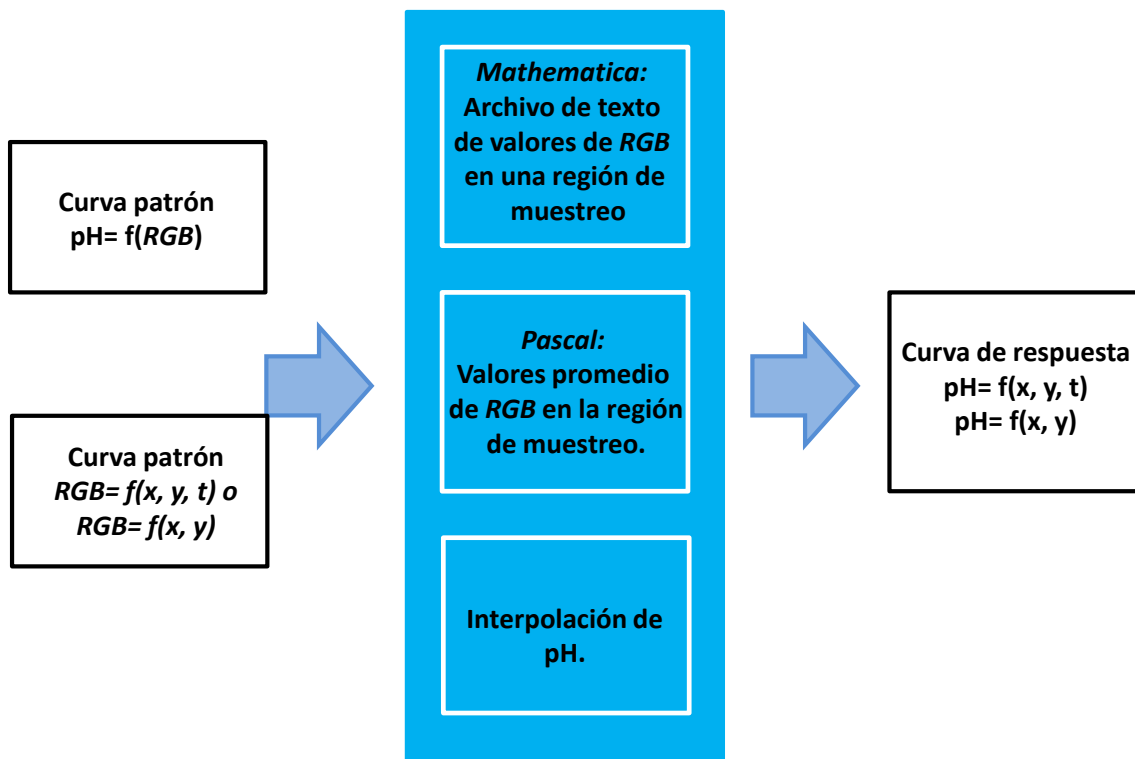 Curva patrón
pH= f(RGB)
Curva patrón
RGB= f(x, y, t) o
RGB= f(x, y)
Mathematica:
Archivo de texto
de valores de RGB
en una región de
muestreo
Pascal:
Valores promedio
de RGB en la región
de muestreo.
Interpolación de
pH.
Curva de respuesta
pH= f(x, y, t)
pH= f(x, y)